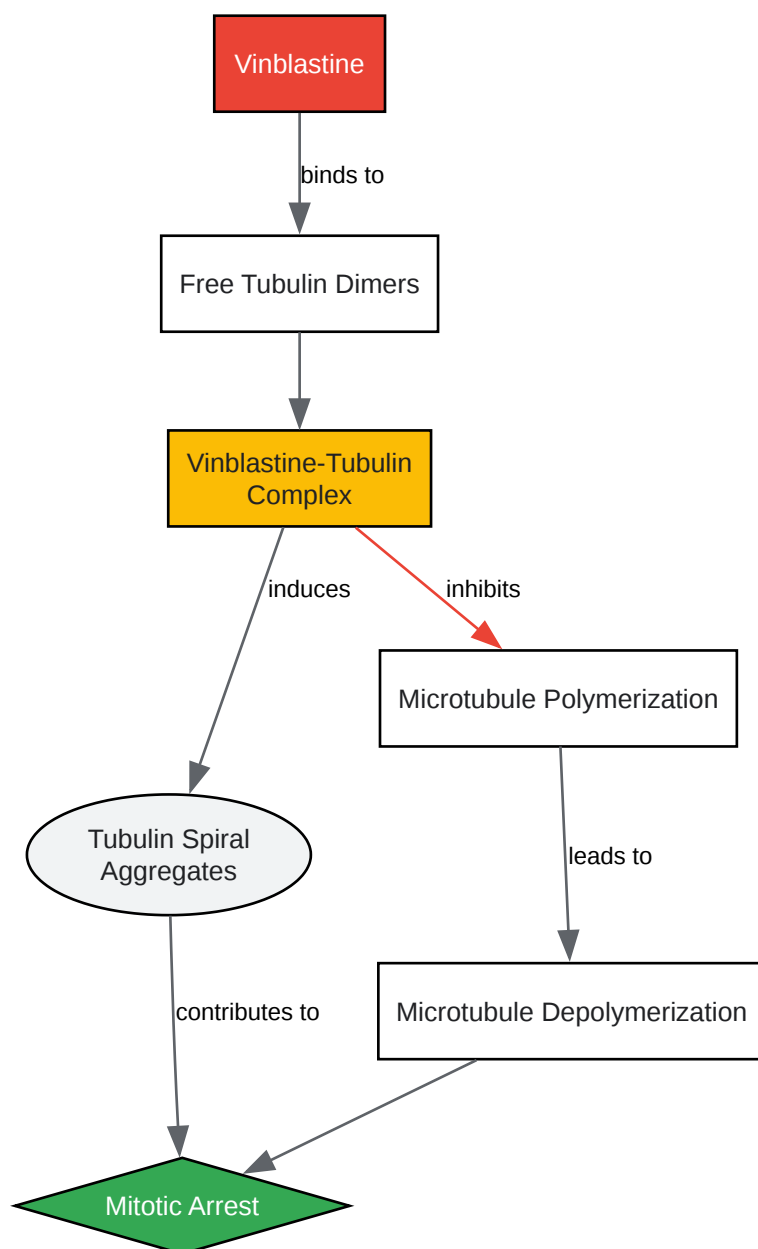 Vinblastine
binds to
Free Tubulin Dimers
Vinblastine-Tubulin
Complex
induces
inhibits
Microtubule Polymerization
Tubulin Spiral
Aggregates
leads to
contributes to
Microtubule Depolymerization
Mitotic Arrest